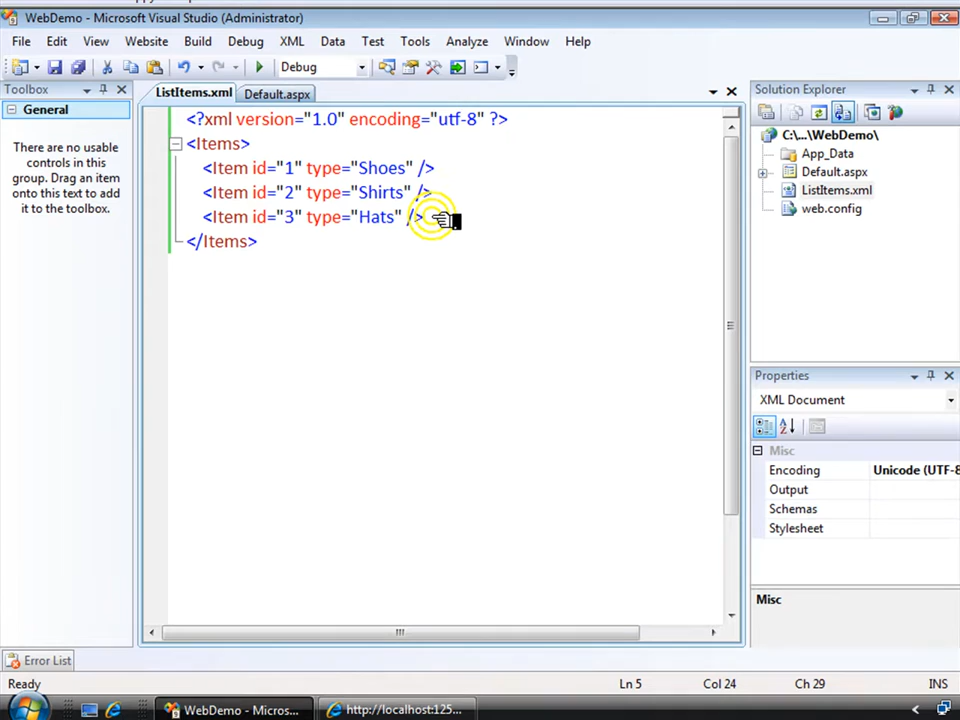 WebDemo - Microsoft Visual Studio (Administrator)
File Edit View Website Build Debug XML Data Test Tools Analyze Window Help
Debug
Toolbox
General
There are no usable
controls in this
group. Drag an item
onto this text to add
it to the toolbox.
ListItems.xml Default.aspx
<?xml version="1.0" encoding="utf-8" ?>
<Items>
<Item id="1" type="Shoes" />
<Item id="2" type="Shirts" />
<Item id="3" type="Hats" />
</Items>
Solution Explorer
C:\...\WebDemo\
App_Data
Default.aspx
ListItems.xml
web.config
Properties
XML Document
Misc
Encoding Unicode (UTF-8
Output
Schemas
Stylesheet
Misc
Error List
Ready Ln 5 Col 24 Ch 29 INS
WebDemo - Micros... http://localhost:125...